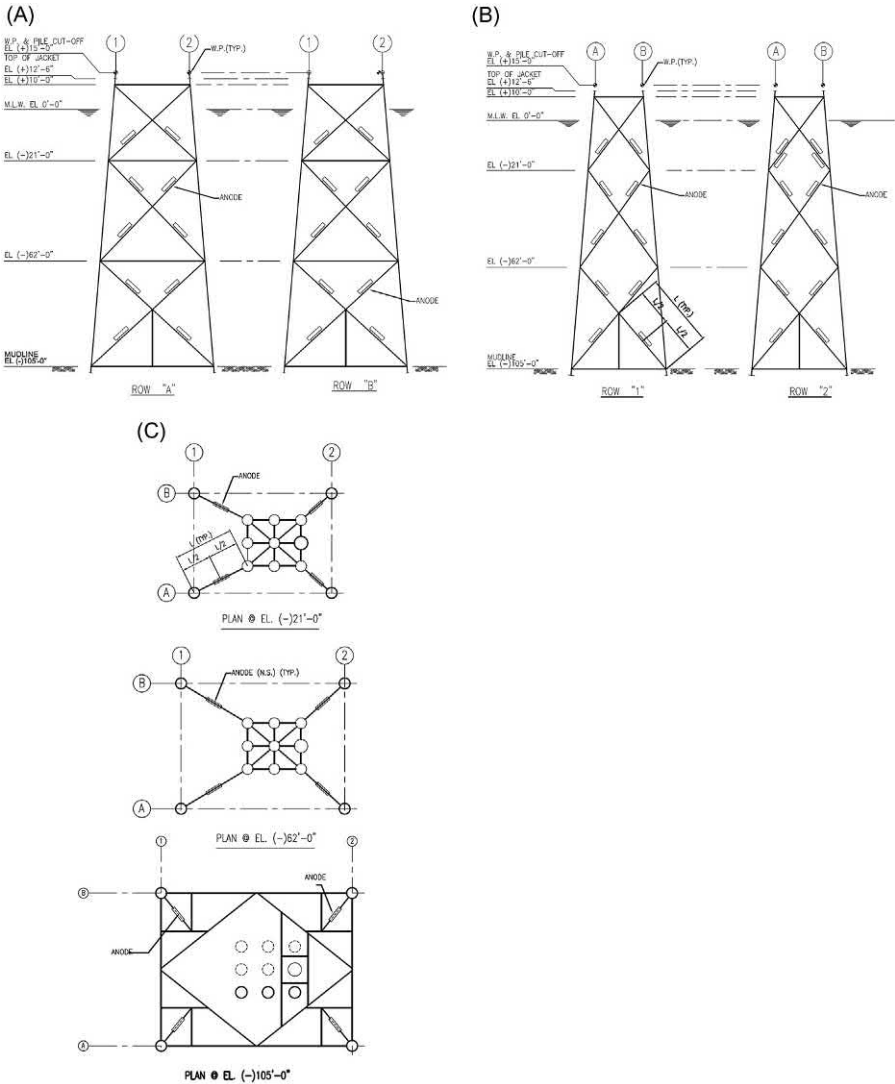 (A)
W.P. & PILE CUT-OFF
EL (+)15'-0"
TOP OF JACKET
EL (+)12'-6"
EL (+)10'-0"
M.L.W. EL 0'-0"
EL (-)21'-0"
EL (-)62'-0"
MUDLINE
EL (-)105'-0"
1
2
W.P.(TYP.)
1
2
ANODE
ANODE
ROW "A"
ROW "B"
(B)
W.P. & PILE CUT-OFF
EL (+)15'-0"
TOP OF JACKET
EL (+)12'-6"
EL (+)10'-0"
M.L.W. EL 0'-0"
EL (-)21'-0"
EL (-)62'-0"
MUDLINE
EL (-)105'-0"
A
B
W.P.(TYP.)
A
B
ANODE
ANODE
L (TYP.)
L/2
L/2
ROW "1"
ROW "2"
(C)
1
2
ANODE
B
L (TYP.)
L/2
L/2
A
PLAN @ EL. (-)21'-0"
1
2
ANODE (N.S.) (TYP.)
B
A
PLAN @ EL. (-)62'-0"
1
2
ANODE
B
ANODE
A
PLAN @ EL. (-)105'-0"